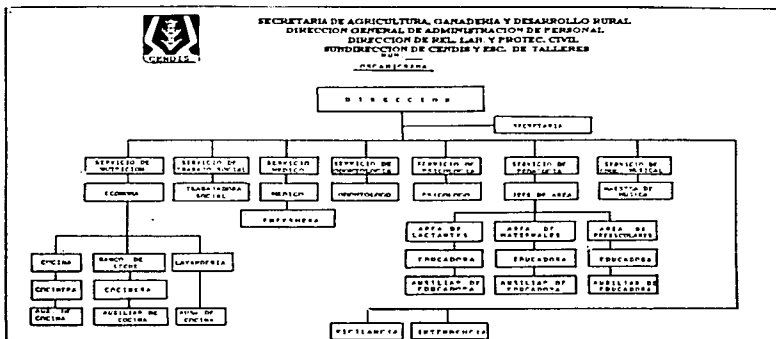 SECRETARIA DE AGRICULTURA, GANADERIA Y DESARROLLO RURAL
DIRECCION GENERAL DE ADMINISTRACION DE PERSONAL
DIRECCION DE REL. LAB. Y PROTEC. CIVIL
SUBDIRECCION DE CENDIS Y ESC. DE TALLERES
CENDIS
D I R E C C I O N
SECRETARIA
SERVICIO DE NUTRICION
SERVICIO DE TRABAJO SOCIAL
SERVICIO MEDICO
SERVICIO DE ODONTOLOGIA
SERVICIO DE PSICOLOGIA
SERVICIO DE PEDAGOGIA
SERVICIO DE EDUC. MUSICAL
ECONOMA
TRABAJADORA SOCIAL
MEDICO
ODONTOLOGO
PSICOLOGO
JEFE DE AREA
MAESTRA DE MUSICA
ENFERMERA
AREA DE LACTANTES
AREA DE MATERNALES
AREA DE PREESCOLARES
COCINA
BANCO DE LECHE
LAVANDERIA
EDUCADORA
EDUCADORA
EDUCADORA
COCINERA
COCINERA
AUXILIAR DE EDUCADORA
AUXILIAR DE EDUCADORA
AUXILIAR DE EDUCADORA
AUX. DE COCINA
AUXILIAR DE COCINA
AUX. DE COCINA
VIGILANCIA
INTENDENCIA